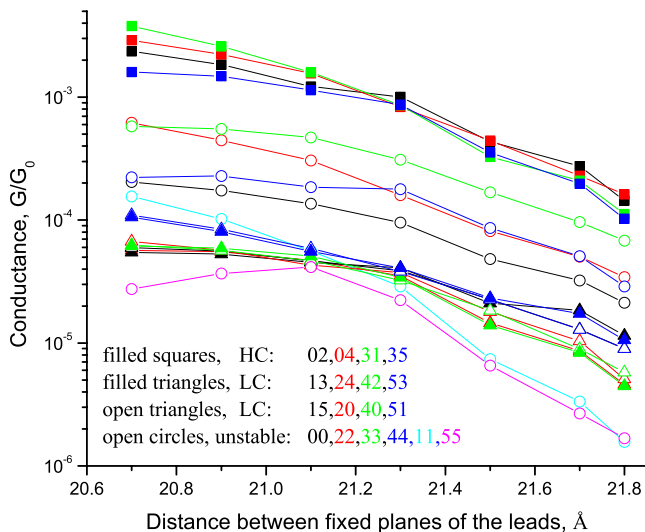 Conductance, G/G₀
10⁻³
10⁻⁴
10⁻⁵
10⁻⁶
filled squares, HC: 02,04,31,35
filled triangles, LC: 13,24,42,53
open triangles, LC: 15,20,40,51
open circles, unstable: 00,22,33,44,11,55
20.6 20.8 21.0 21.2 21.4 21.6 21.8
Distance between fixed planes of the leads, Å